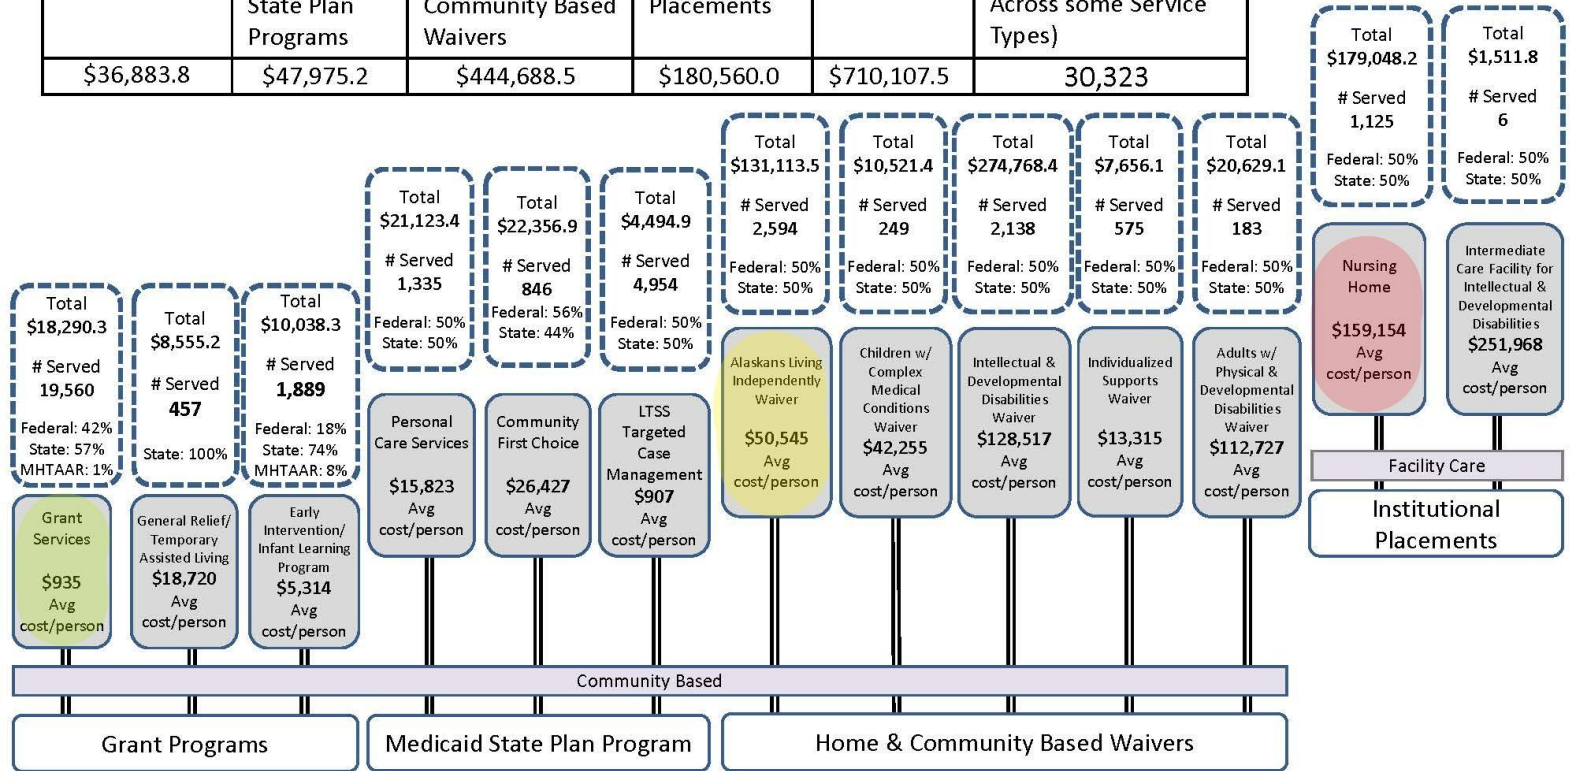 State Plan
Programs
Community Based
Waivers
Placements
Across some Service
Types)
$36,883.8
$47,975.2
$444,688.5
$180,560.0
$710,107.5
30,323
Total
$18,290.3
# Served
19,560
Federal: 42%
State: 57%
MHTAAR: 1%
Grant
Services
$935
Avg
cost/person
Total
$8,555.2
# Served
457
State: 100%
General Relief/
Temporary
Assisted Living
$18,720
Avg
cost/person
Total
$10,038.3
# Served
1,889
Federal: 18%
State: 74%
MHTAAR: 8%
Early
Intervention/
Infant Learning
Program
$5,314
Avg
cost/person
Total
$21,123.4
# Served
1,335
Federal: 50%
State: 50%
Personal
Care Services
$15,823
Avg
cost/person
Total
$22,356.9
# Served
846
Federal: 56%
State: 44%
Community
First Choice
$26,427
Avg
cost/person
Total
$4,494.9
# Served
4,954
Federal: 50%
State: 50%
LTSS
Targeted
Case
Management
$907
Avg
cost/person
Total
$131,113.5
# Served
2,594
Federal: 50%
State: 50%
Alaskans Living
Independently
Waiver
$50,545
Avg
cost/person
Total
$10,521.4
# Served
249
Federal: 50%
State: 50%
Children w/
Complex
Medical
Conditions
Waiver
$42,255
Avg
cost/person
Total
$274,768.4
# Served
2,138
Federal: 50%
State: 50%
Intellectual &
Developmental
Disabilities
Waiver
$128,517
Avg
cost/person
Total
$7,656.1
# Served
575
Federal: 50%
State: 50%
Individualized
Supports
Waiver
$13,315
Avg
cost/person
Total
$20,629.1
# Served
183
Federal: 50%
State: 50%
Adults w/
Physical &
Developmental
Disabilities
Waiver
$112,727
Avg
cost/person
Total
$179,048.2
# Served
1,125
Federal: 50%
State: 50%
Nursing
Home
$159,154
Avg
cost/person
Total
$1,511.8
# Served
6
Federal: 50%
State: 50%
Intermediate
Care Facility for
Intellectual &
Developmental
Disabilities
$251,968
Avg
cost/person
Facility Care
Institutional
Placements
Community Based
Grant Programs
Medicaid State Plan Program
Home & Community Based Waivers